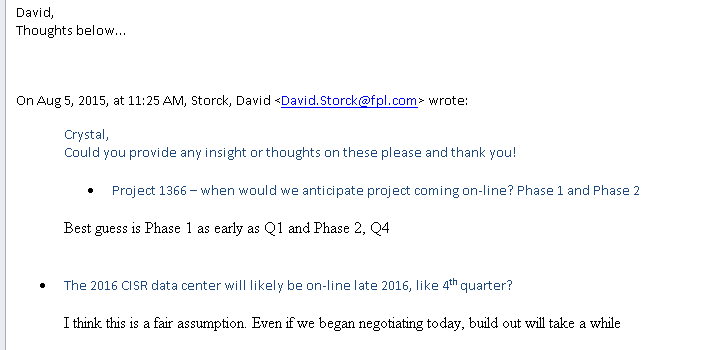 David,
Thoughts below...
On Aug 5, 2015, at 11:25 AM, Storck, David <David.Storck@fpl.com> wrote:
Crystal,
Could you provide any insight or thoughts on these please and thank you!
• Project 1366 – when would we anticipate project coming on-line? Phase 1 and Phase 2
Best guess is Phase 1 as early as Q1 and Phase 2, Q4
• The 2016 CISR data center will likely be on-line late 2016, like 4th quarter?
I think this is a fair assumption. Even if we began negotiating today, build out will take a while